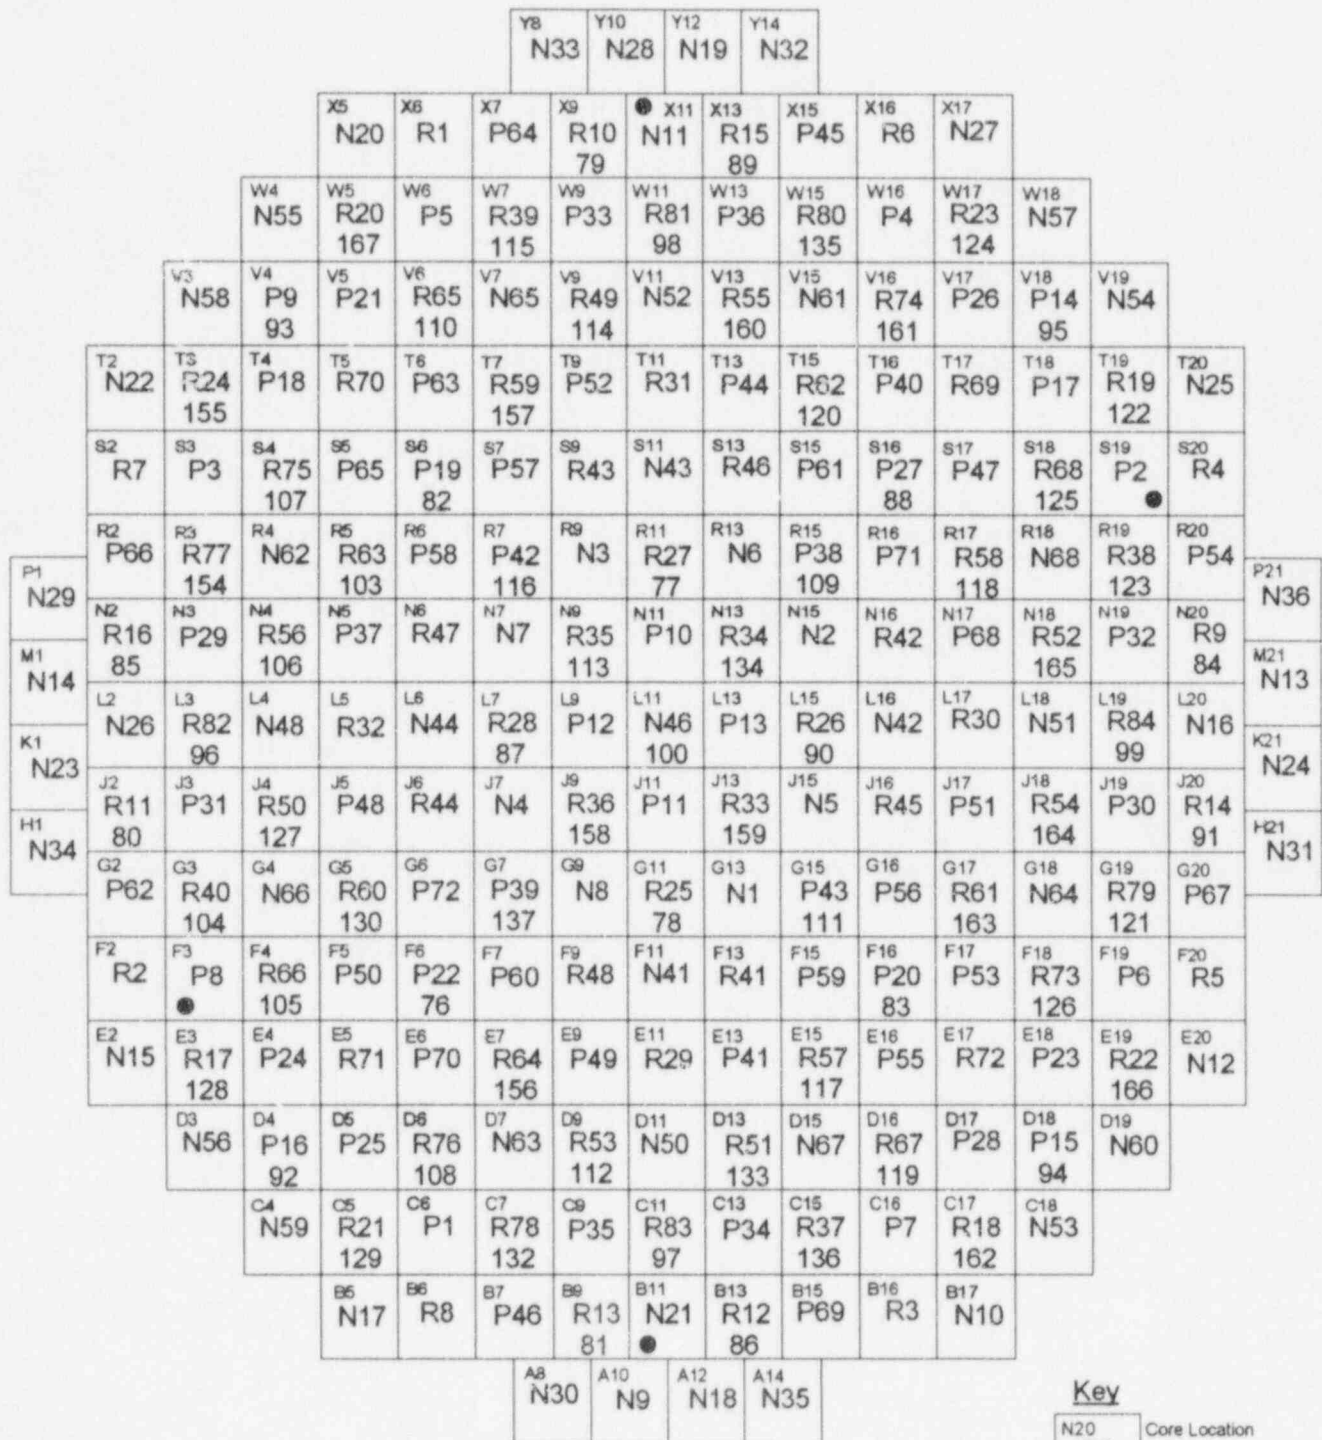 Y8 Y10 Y12 Y14
N33 N28 N19 N32
X5 X6 X7 X9 X11 X13 X15 X16 X17
N20 R1 P64 R10 N11 R15 P45 R6 N27
79 89
W4 W5 W6 W7 W9 W11 W13 W15 W16 W17 W18
N55 R20 P5 R39 P33 R81 P36 R80 P4 R23 N57
167 115 98 135 124
V3 V4 V5 V6 V7 V9 V11 V13 V15 V16 V17 V18 V19
N58 P9 P21 R65 N65 R49 N52 R55 N61 R74 P26 P14 N54
93 110 114 160 161 95
T2 T3 T4 T5 T6 T7 T9 T11 T13 T15 T16 T17 T18 T19 T20
N22 R24 P18 R70 P63 R59 P52 R31 P44 R62 P40 R69 P17 R19 N25
155 157 120 122
S2 S3 S4 S5 S6 S7 S9 S11 S13 S15 S16 S17 S18 S19 S20
R7 P3 R75 P65 P19 P57 R43 N43 R46 P61 P27 P47 R68 P2 R4
107 82 88 125
R2 R3 R4 R5 R6 R7 R9 R11 R13 R15 R16 R17 R18 R19 R20
P66 R77 N62 R63 P58 P42 N3 R27 N6 P38 P71 R58 N68 R38 P54
154 103 116 77 109 118 123
P1 P21
N29 N36
N2 N3 N4 N5 N6 N7 N9 N11 N13 N15 N16 N17 N18 N19 N20
R16 P29 R56 P37 R47 N7 R35 P10 R34 N2 R42 P68 R52 P32 R9
85 106 113 134 165 84
M1 M21
N14 N13
L2 L3 L4 L5 L6 L7 L9 L11 L13 L15 L16 L17 L18 L19 L20
N26 R82 N48 R32 N44 R28 P12 N46 P13 R26 N42 R30 N51 R84 N16
96 87 100 90 99
K1 K21
N23 N24
J2 J3 J4 J5 J6 J7 J9 J11 J13 J15 J16 J17 J18 J19 J20
R11 P31 R50 P48 R44 N4 R36 P11 R33 N5 R45 P51 R54 P30 R14
80 127 158 159 164 91
H1 H21
N34 N31
G2 G3 G4 G5 G6 G7 G9 G11 G13 G15 G16 G17 G18 G19 G20
P62 R40 N66 R60 P72 P39 N8 R25 N1 P43 P56 R61 N64 R79 P67
104 130 137 78 111 163 121
F2 F3 F4 F5 F6 F7 F9 F11 F13 F15 F16 F17 F18 F19 F20
R2 P8 R66 P50 P22 P60 R48 N41 R41 P59 P20 P53 R73 P6 R5
105 76 83 126
E2 E3 E4 E5 E6 E7 E9 E11 E13 E15 E16 E17 E18 E19 E20
N15 R17 P24 R71 P70 R64 P49 R29 P41 R57 P55 R72 P23 R22 N12
128 156 117 166
D3 D4 D5 D6 D7 D9 D11 D13 D15 D16 D17 D18 D19
N56 P16 P25 R76 N63 R53 N50 R51 N67 R67 P28 P15 N60
92 108 112 133 119 94
C4 C5 C6 C7 C9 C11 C13 C15 C16 C17 C18
N59 R21 P1 R78 P35 R83 P34 R37 P7 R18 N53
129 132 97 136 162
B5 B6 B7 B9 B11 B13 B15 B16 B17
N17 R8 P46 R13 N21 R12 P69 R3 N10
81 86
A8 A10 A12 A14
N30 N9 N18 N35
Key
N20 Core Location